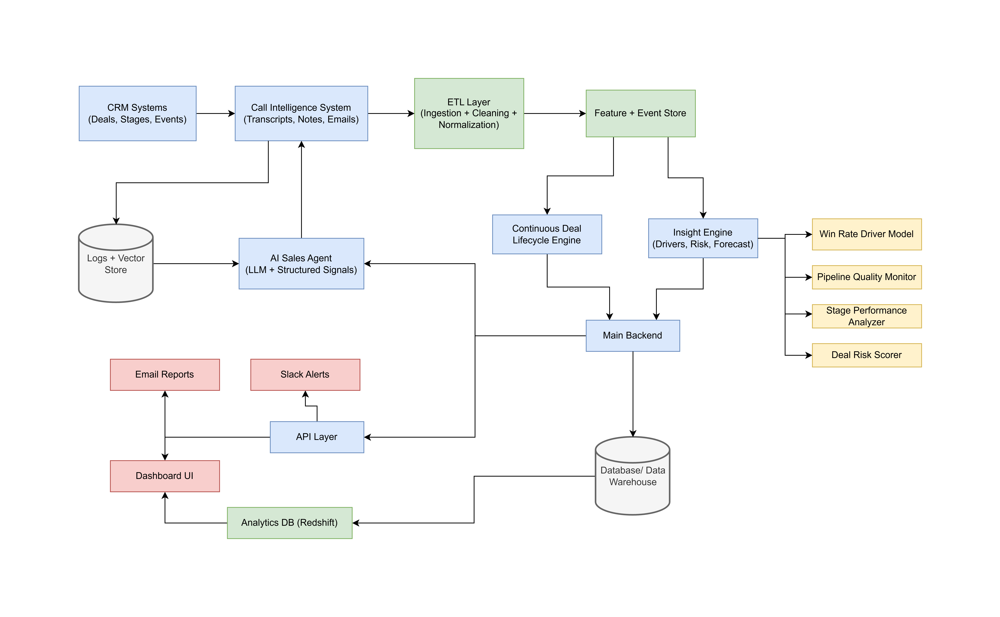 CRM Systems
(Deals, Stages, Events)
Call Intelligence System
(Transcripts, Notes, Emails)
ETL Layer
(Ingestion + Cleaning +
Normalization)
Feature + Event Store
Continuous Deal
Lifecycle Engine
Insight Engine
(Drivers, Risk, Forecast)
Win Rate Driver Model
Pipeline Quality Monitor
Stage Performance
Analyzer
Deal Risk Scorer
Logs + Vector
Store
AI Sales Agent
(LLM + Structured Signals)
Main Backend
Email Reports
Slack Alerts
API Layer
Dashboard UI
Database/ Data
Warehouse
Analytics DB (Redshift)